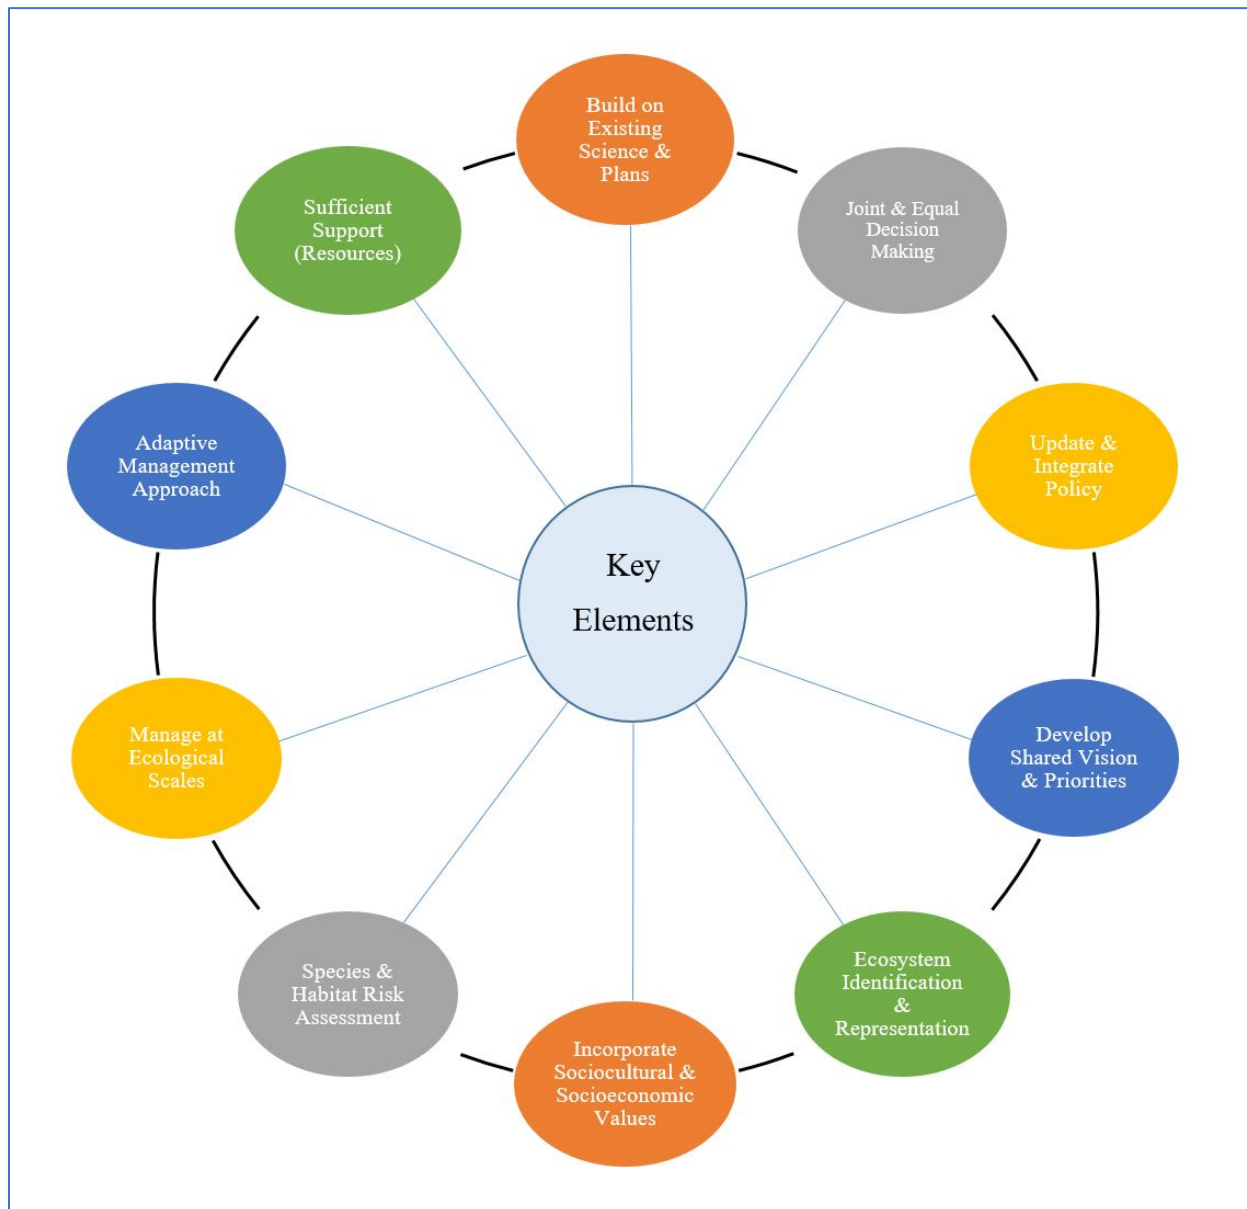 Build on
Existing
Science &
Plans
Joint & Equal
Decision
Making
Update &
Integrate
Policy
Develop
Shared Vision
& Priorities
Ecosystem
Identification
&
Representation
Incorporate
Sociocultural &
Socioeconomic
Values
Species &
Habitat Risk
Assessment
Manage at
Ecological
Scales
Adaptive
Management
Approach
Sufficient
Support
(Resources)
Key
Elements